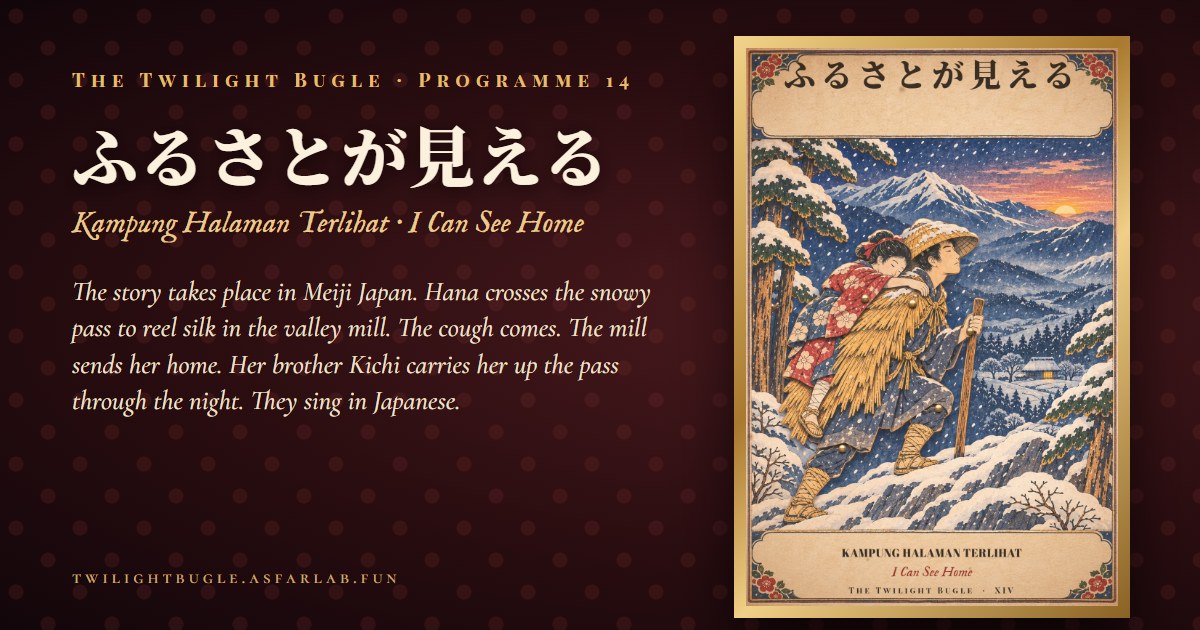 The Twilight Bugle · Programme 14
ふるさとが見える
Kampung Halaman Terlihat · I Can See Home
The story takes place in Meiji Japan. Hana crosses the snowy
pass to reel silk in the valley mill. The cough comes. The mill
sends her home. Her brother Kichi carries her up the pass
through the night. They sing in Japanese.
twilightbugle.asfarlab.fun
ふるさとが見える
KAMPUNG HALAMAN TERLIHAT
I Can See Home
The Twilight Bugle · XIV